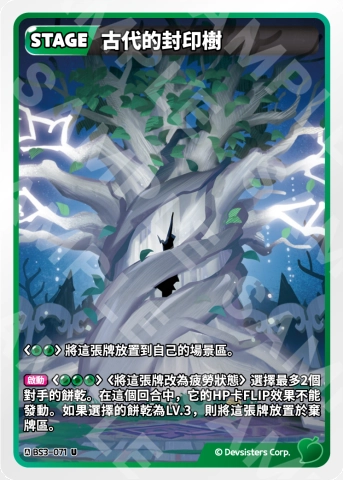 STAGE 古代的封印樹
〈●●〉將這張牌放置到自己的場景區。
啟動 〈●●●〉〈將這張牌改為疲勞狀態〉選擇最多2個
對手的餅乾。在這個回合中，它的HP卡FLIP效果不能
發動。如果選擇的餅乾為LV.3，則將這張牌放置於棄
牌區。
A BS3-071 U
© Devsisters Corp.
SAMPLE